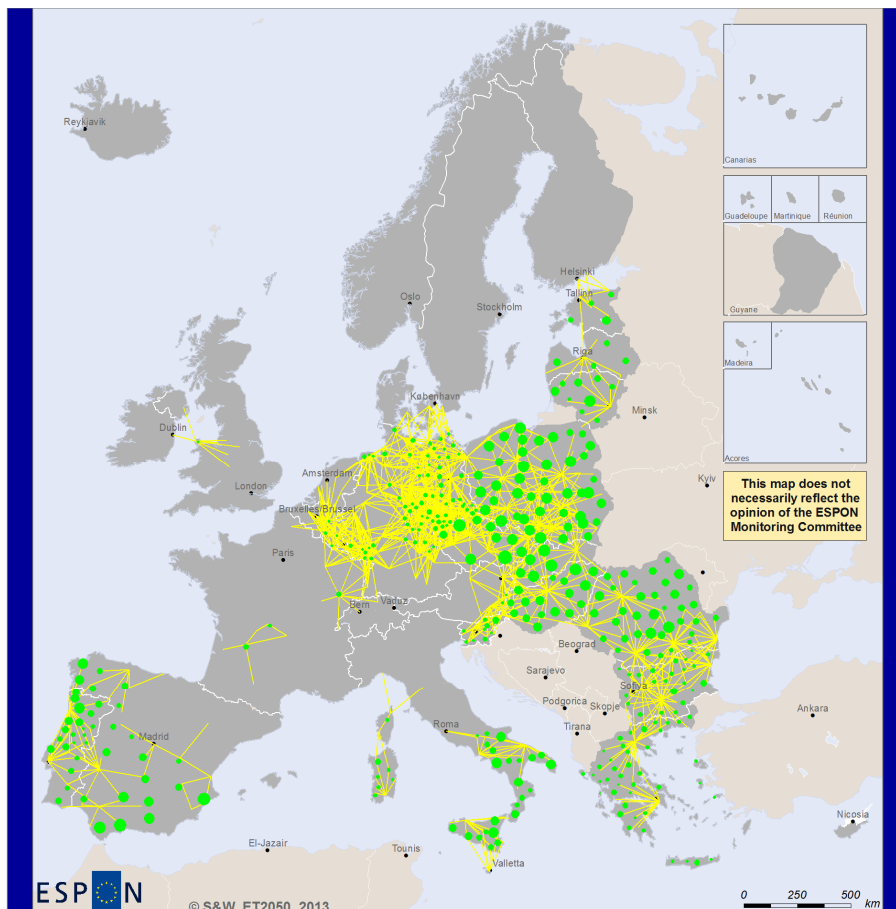 Reykjavik
Canarias
Guadeloupe
Martinique
Réunion
Helsinki
Tallinn
Oslo
Stockholm
Guyane
Riga
Madeira
København
Minsk
Dublin
Acores
Amsterdam
Kyiv
London
This map does not
necessarily reflect the
opinion of the ESPON
Monitoring Committee
Bruxelles/Brussel
Paris
Bern
Vaduz
Beograd
Sarajevo
Sofiya
Podgorica
Skopje
Ankara
Roma
Tirana
Madrid
Nicosia
El-Jazair
Tounis
Valletta
ESPON
0 250 500
km
© S&W, ET2050, 2013